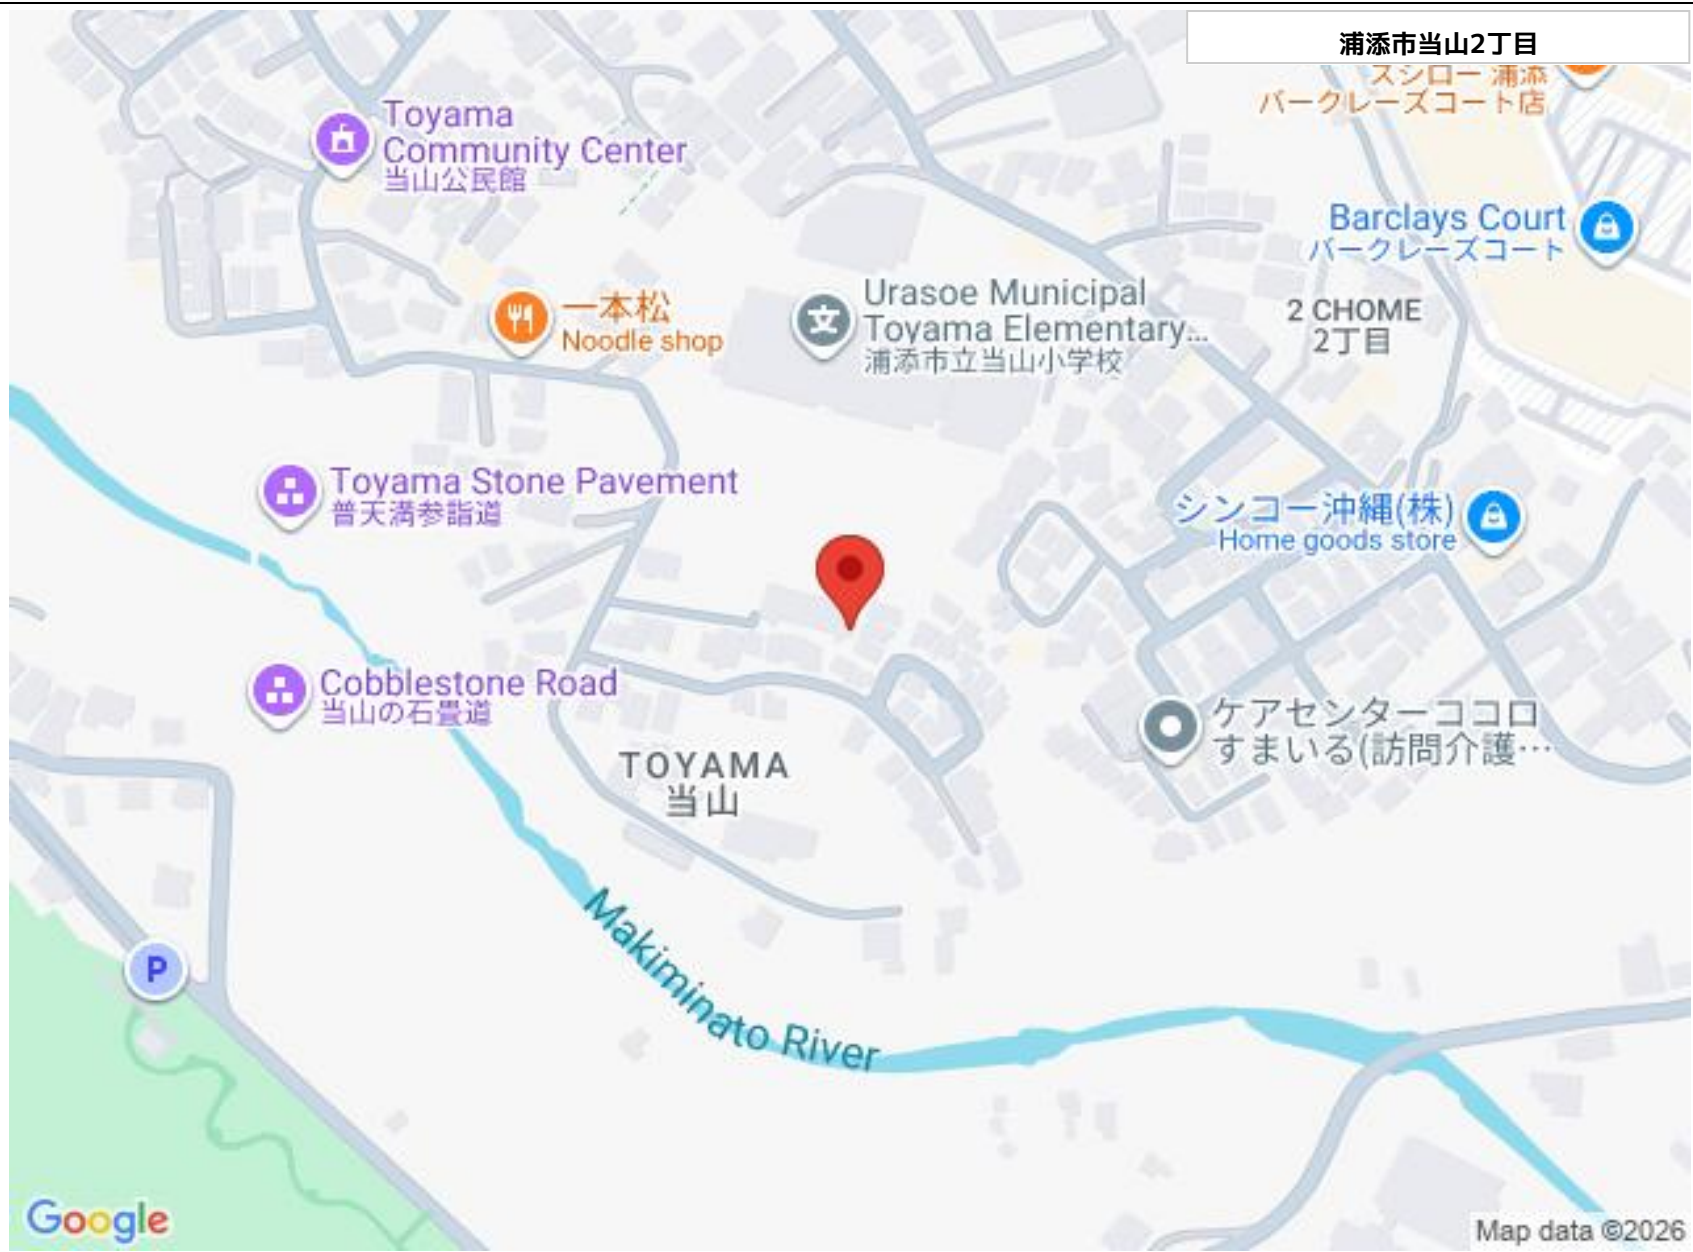 浦添市当山2丁目
スシロー 浦添
パークレーズコート店
Toyama
Community Center
当山公民館
Barclays Court
バークレーズコート
一本松
Noodle shop
Urasoe Municipal
Toyama Elementary...
浦添市立当山小学校
2 CHOME
2丁目
Toyama Stone Pavement
普天満参詣道
シンコー沖縄(株)
Home goods store
Cobblestone Road
当山の石畳道
ケアセンターココロ
すまいる(訪問介護…
TOYAMA
当山
Makiminato River
P
Google
Map data ©2026